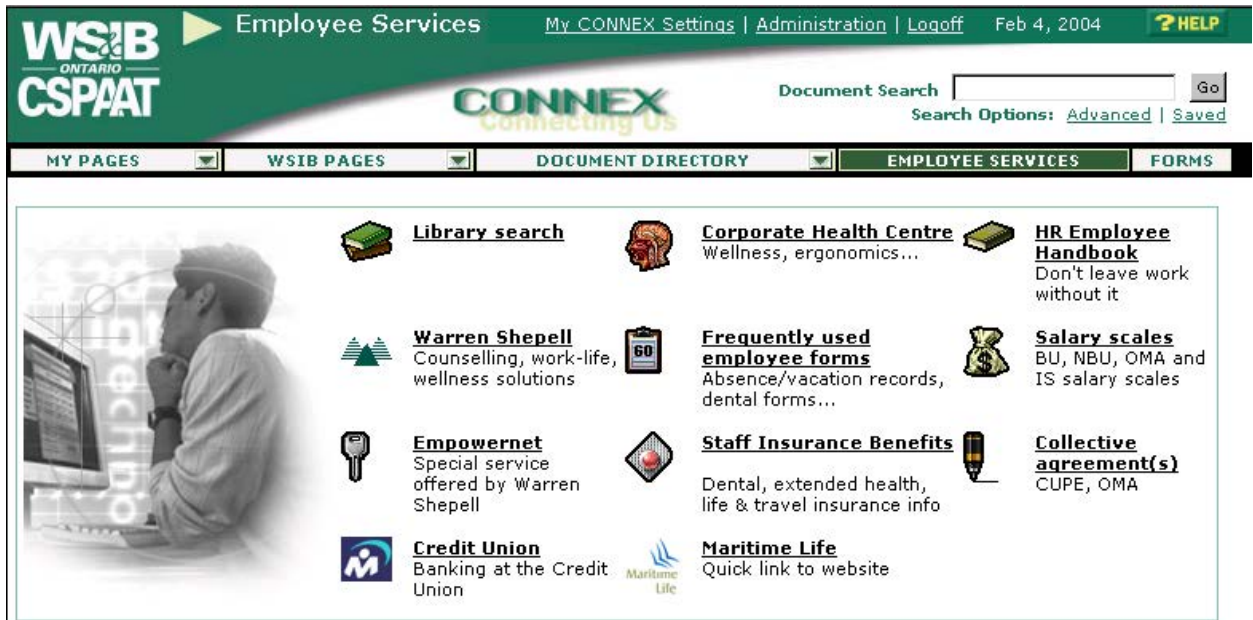 WS&IB
ONTARIO
CSPAAT
Employee Services
My CONNEX Settings | Administration | Logoff
Feb 4, 2004
?HELP
CONNEX
Connecting Us
Document Search
Go
Search Options: Advanced | Saved
MY PAGES
WSIB PAGES
DOCUMENT DIRECTORY
EMPLOYEE SERVICES
FORMS
Library search
Corporate Health Centre
Wellness, ergonomics...
HR Employee
Handbook
Don't leave work
without it
Warren Shepell
Counselling, work-life,
wellness solutions
GO
Frequently used
employee forms
Absence/vacation records,
dental forms...
$
Salary scales
BU, NBU, OMA and
IS salary scales
Empowernet
Special service
offered by Warren
Shepell
Staff Insurance Benefits
Dental, extended health,
life & travel insurance info
Collective
agreement(s)
CUPE, OMA
Credit Union
Banking at the Credit
Union
Maritime
Life
Maritime Life
Quick link to website